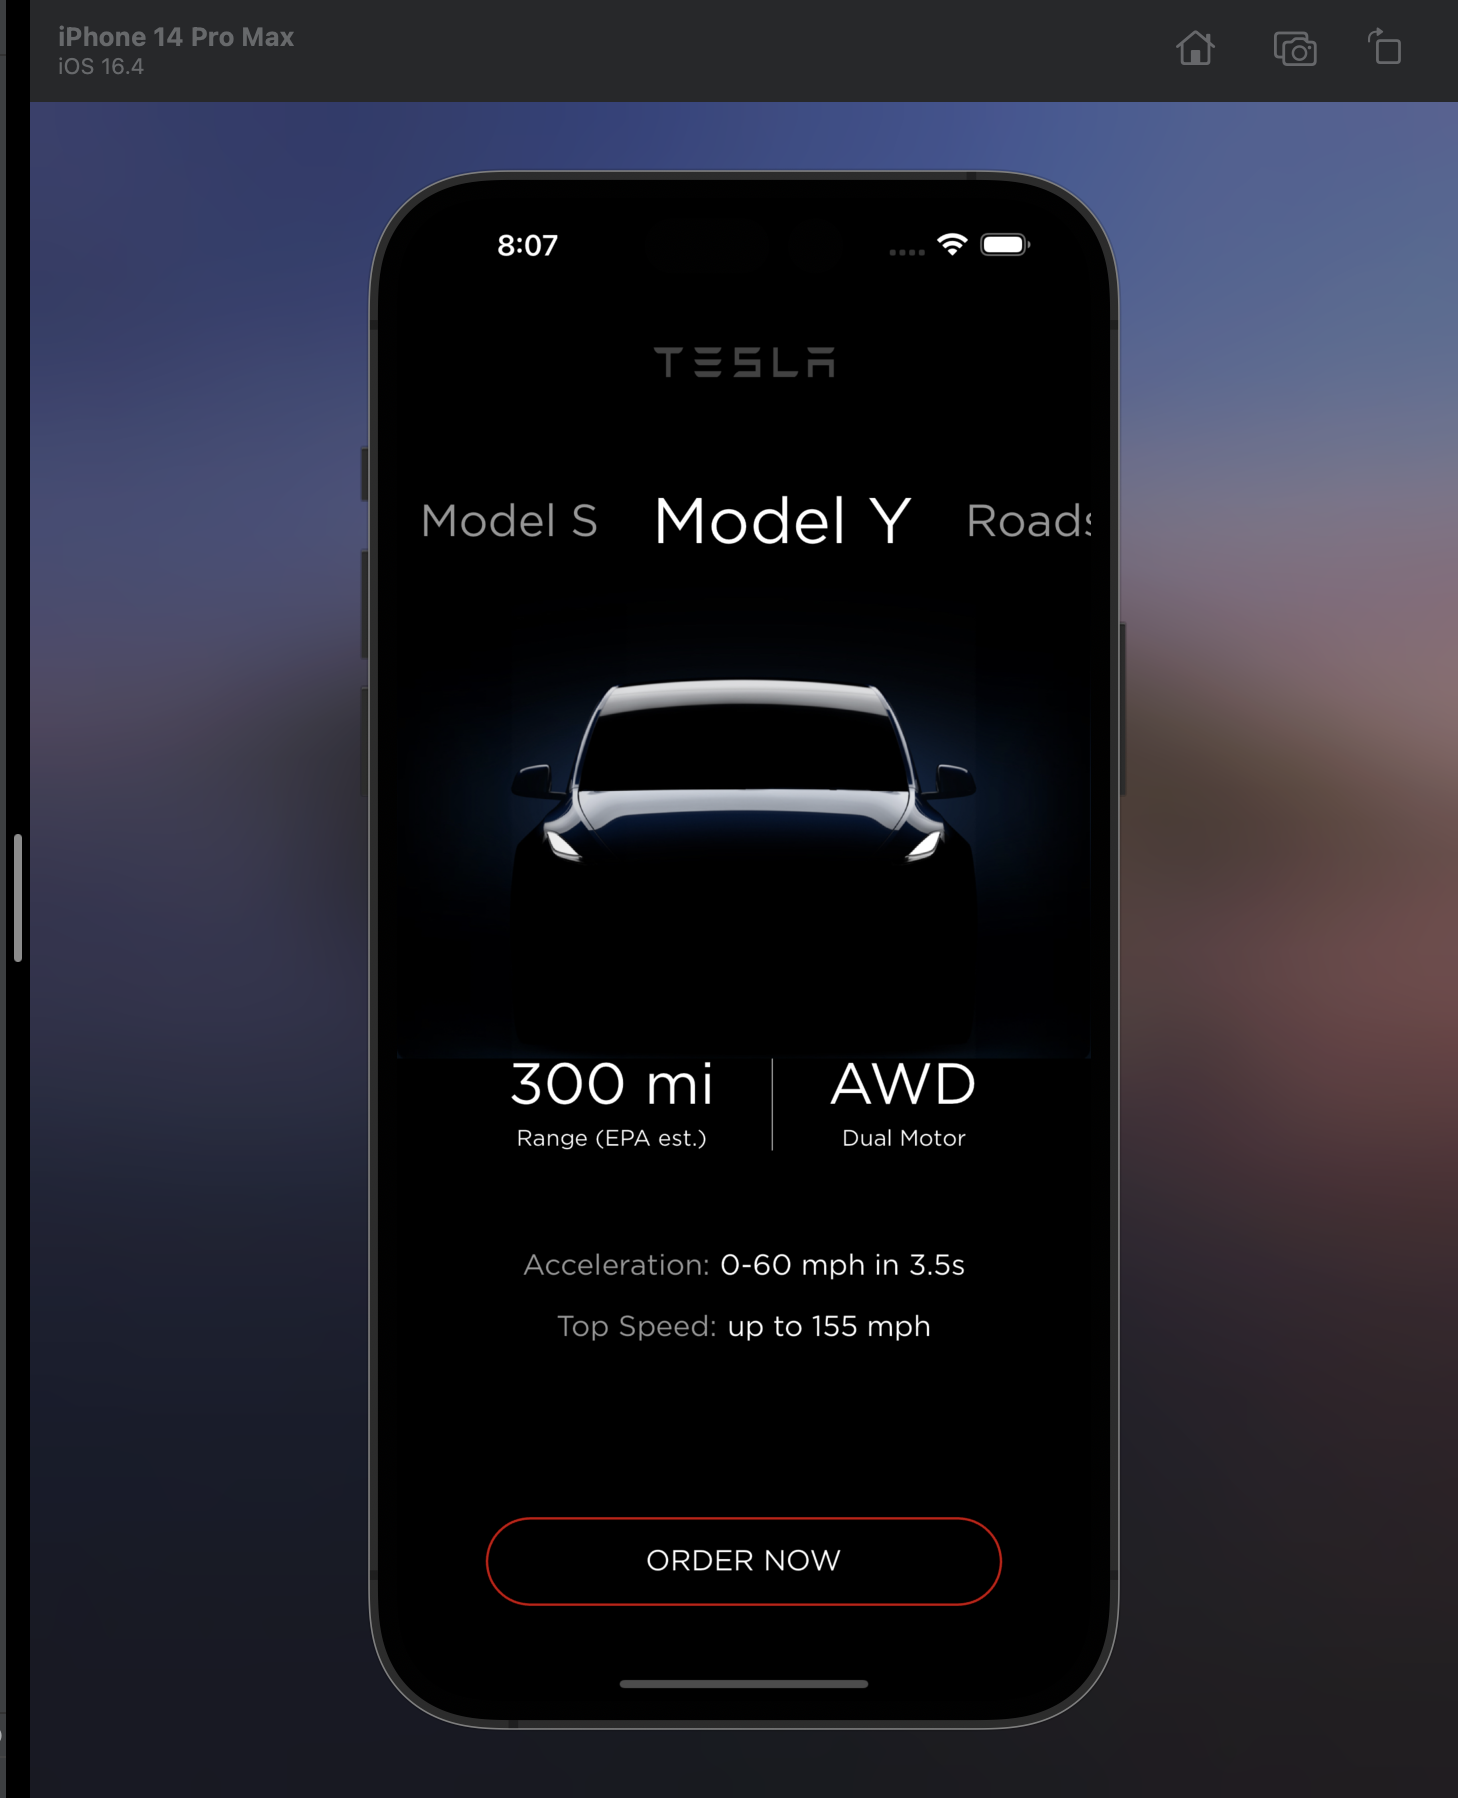 iPhone 14 Pro Max
iOS 16.4
8:07
TESLA
Model S Model Y Roads
300 mi AWD
Range (EPA est.) Dual Motor
Acceleration: 0-60 mph in 3.5s
Top Speed: up to 155 mph
ORDER NOW